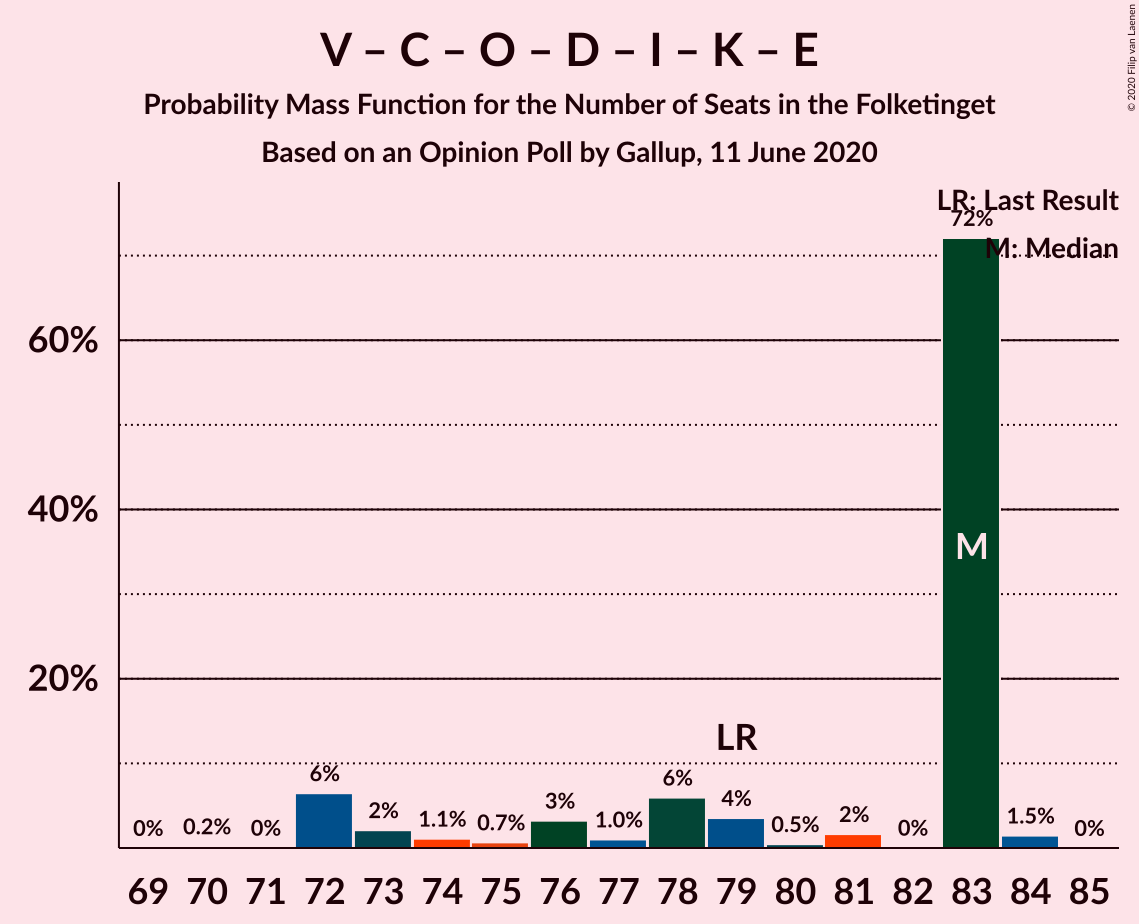 V – C – O – D – I – K – E
Probability Mass Function for the Number of Seats in the Folketinget
Based on an Opinion Poll by Gallup, 11 June 2020
© 2020 Filip van Laenen
LR: Last Result
M: Median
60%
40%
20%
0% 0.2% 0% 6% 2% 1.1% 0.7% 3% 1.0% 6% 4% 0.5% 2% 0% 72% 1.5% 0%
LR
M
69 70 71 72 73 74 75 76 77 78 79 80 81 82 83 84 85